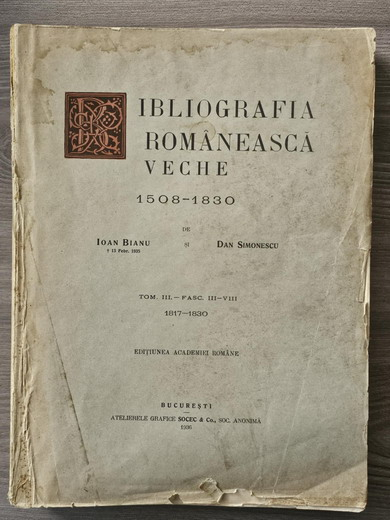 BIBLIOGRAFIA
ROMÂNEASCĂ
VECHE
1508-1830
DE
IOAN BIANU ȘI DAN SIMONESCU
† 13 Febr. 1935
TOM. III. – FASC. III-VIII
1817-1830
EDIȚIUNEA ACADEMIEI ROMÂNE
BUCUREȘTI
ATELIERELE GRAFICE SOCEC & Co., SOC. ANONIMĂ
1936